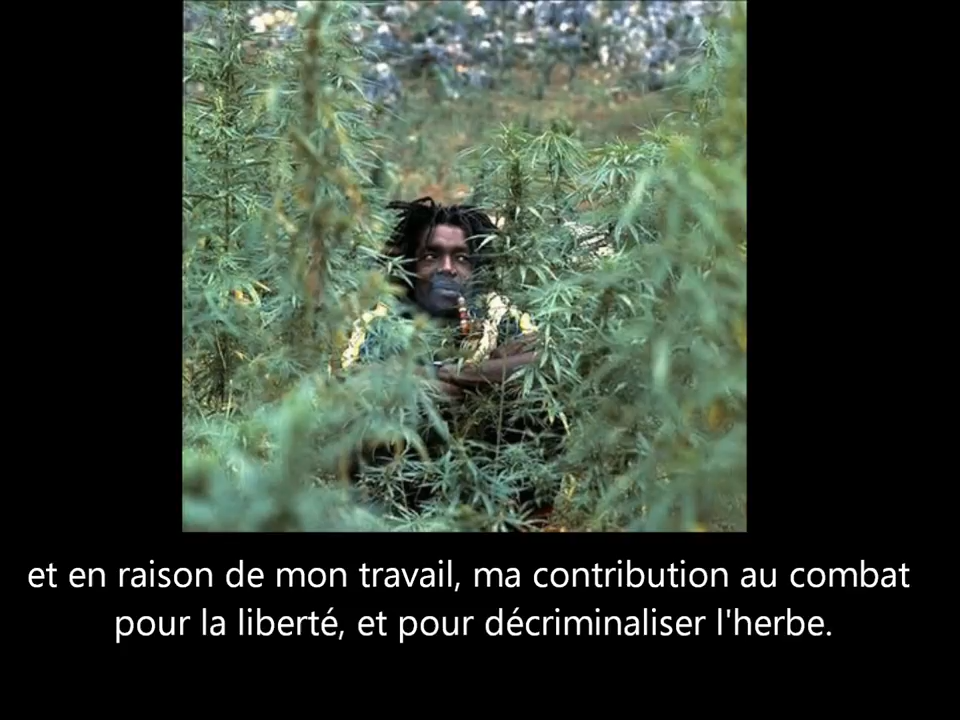 et en raison de mon travail, ma contribution au combat
pour la liberté, et pour décriminaliser l'herbe.